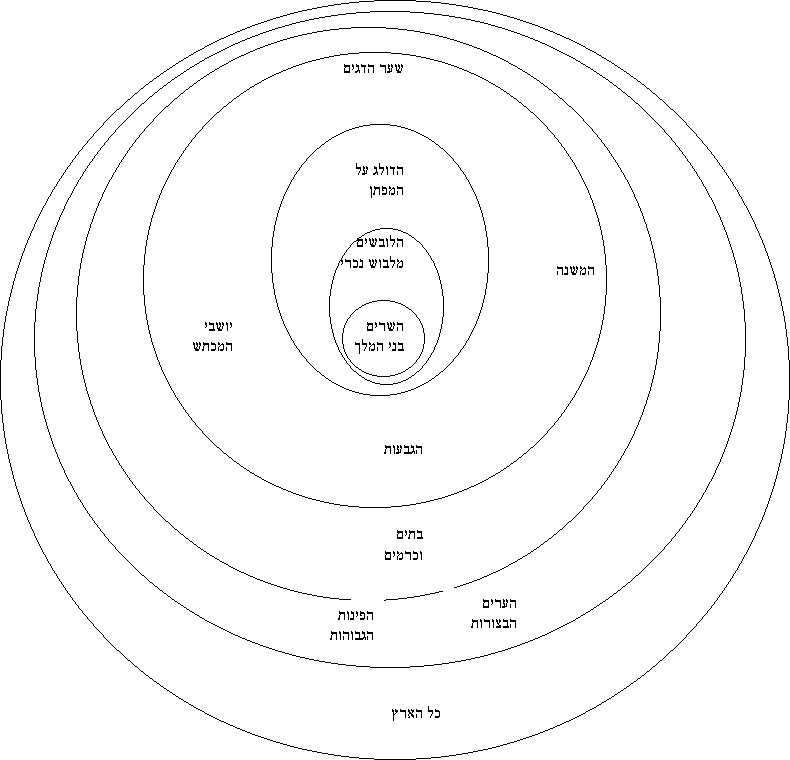 שער הדגים
הדולג על
המפתן
הלובשים
מלבוש נכרי
המשנה
השרים
בני המלך
יושבי
המכתש
הגבעות
בתים
וכרמים
הערים
הבצורות
הפינות
הגבוהות
כל הארץ